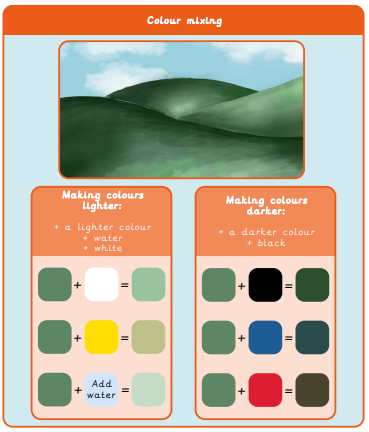 Colour mixing
Making colours
lighter:
+ a lighter colour
+ water
+ white
+ =
+ =
+ Add =
water
Making colours
darker:
+ a darker colour
+ black
+ =
+ =
+ =